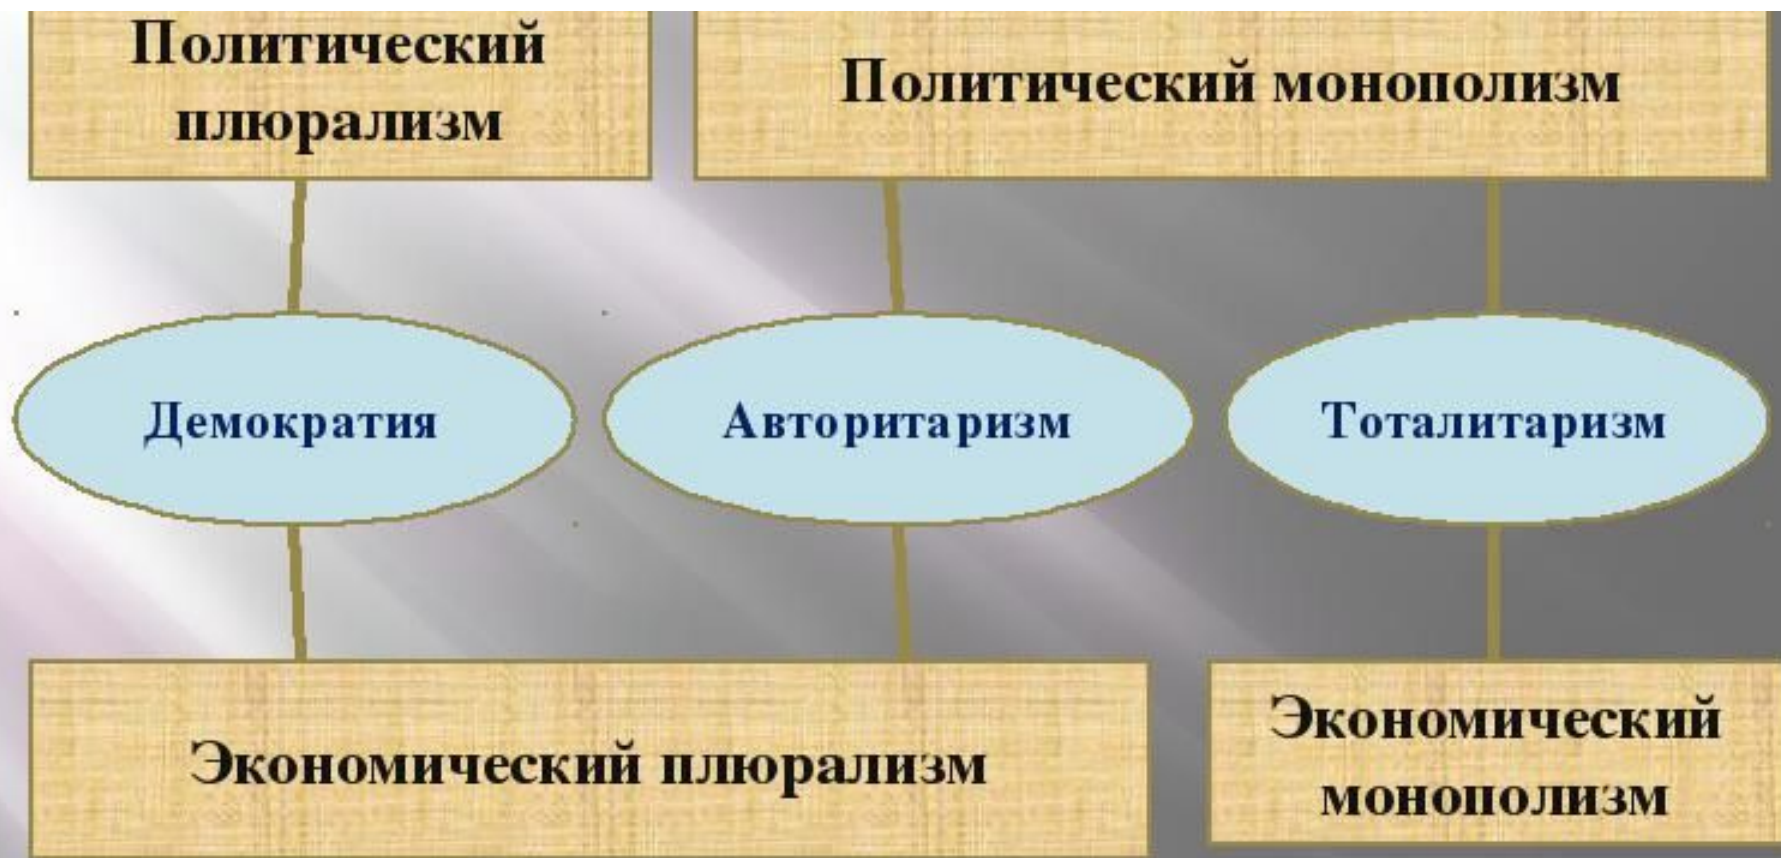 Политический
плюрализм
Политический монополизм
Демократия
Авторитаризм
Тоталитаризм
Экономический плюрализм
Экономический
монополизм